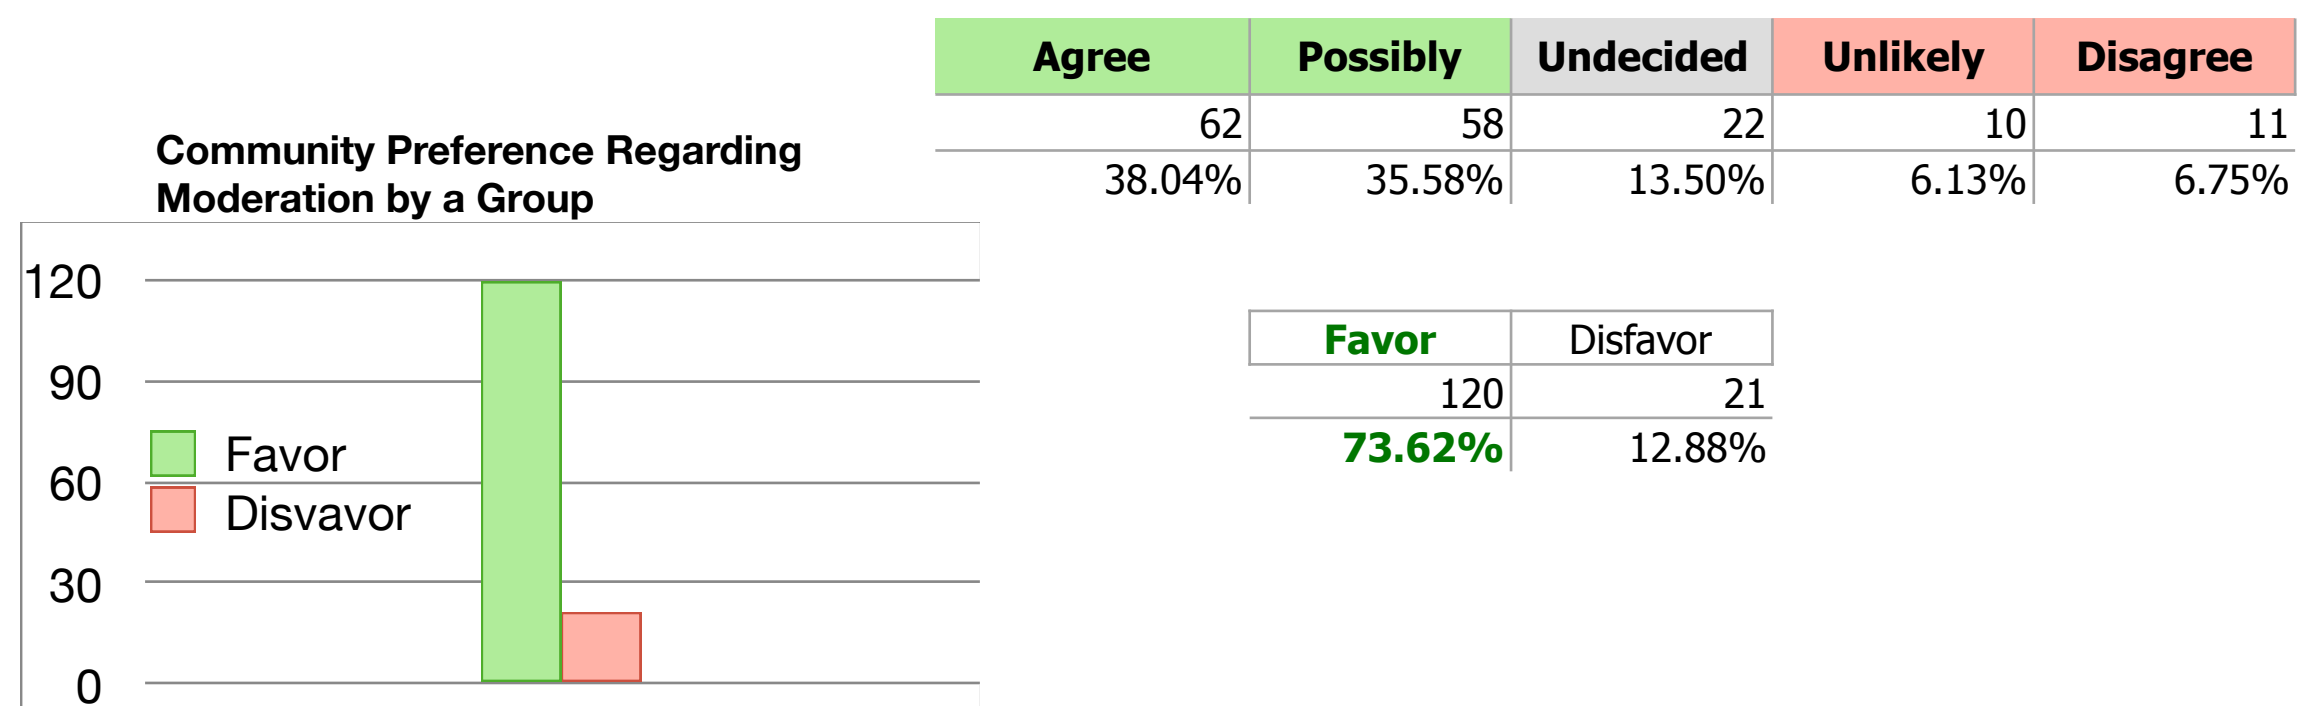 Agree Possibly Undecided Unlikely Disagree
62 58 22 10 11
38.04% 35.58% 13.50% 6.13% 6.75%
Community Preference Regarding
Moderation by a Group
120
90
60
30
0
Favor
Disvavor
Favor Disfavor
120 21
73.62% 12.88%